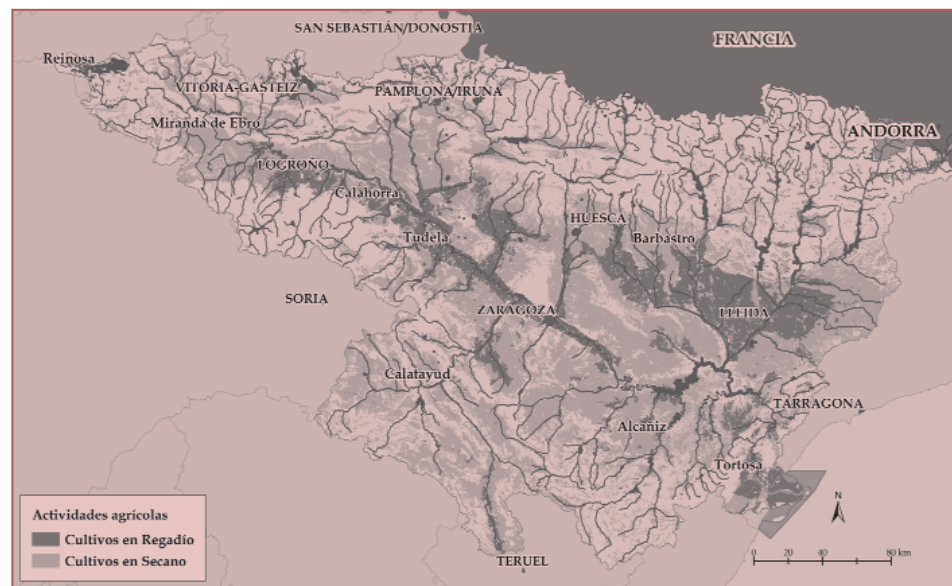 SAN SEBASTIÁN/DONOSTIA
FRANCIA
Reinosa
VITORIA-GASTEIZ
PAMPLONA/IRUNA
Miranda de Ebro
ANDORRA
LOGROÑO
Calahorra
HUESCA
Tudela
Barbastro
SORIA
ZARAGOZA
LLEIDA
Calatayud
TARRAGONA
Alcañiz
Tortosa
N
Actividades agrícolas
Cultivos en Regadío
Cultivos en Secano
TERUEL
0 20 40 80 km